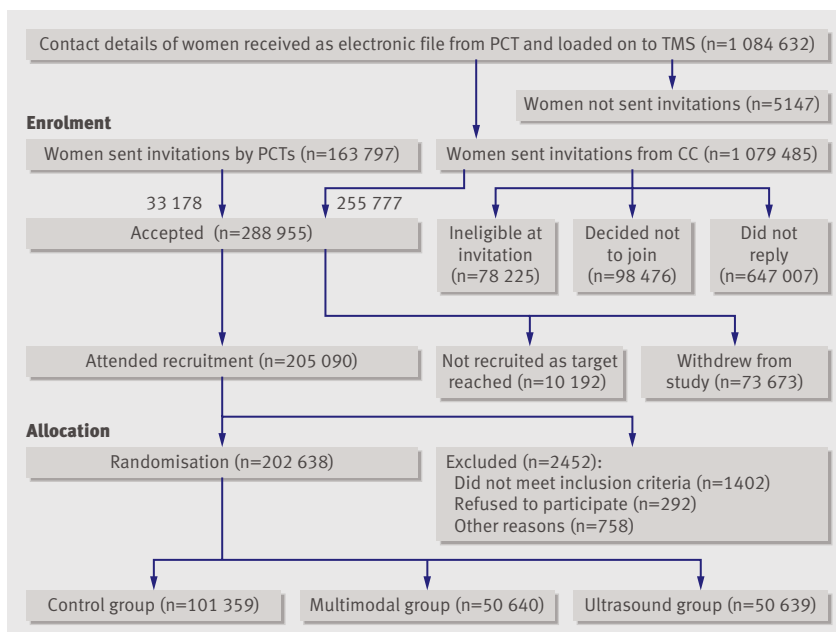 Contact details of women received as electronic file from PCT and loaded on to TMS (n=1 084 632)
Women not sent invitations (n=5147)
Enrolment
Women sent invitations by PCTs (n=163 797)
Women sent invitations from CC (n=1 079 485)
33 178
255 777
Accepted (n=288 955)
Ineligible at
invitation
(n=78 225)
Decided not
to join
(n=98 476)
Did not
reply
(n=647 007)
Attended recruitment (n=205 090)
Not recruited as target
reached (n=10 192)
Withdrew from
study (n=73 673)
Allocation
Randomisation (n=202 638)
Excluded (n=2452):
Did not meet inclusion criteria (n=1402)
Refused to participate (n=292)
Other reasons (n=758)
Control group (n=101 359)
Multimodal group (n=50 640)
Ultrasound group (n=50 639)